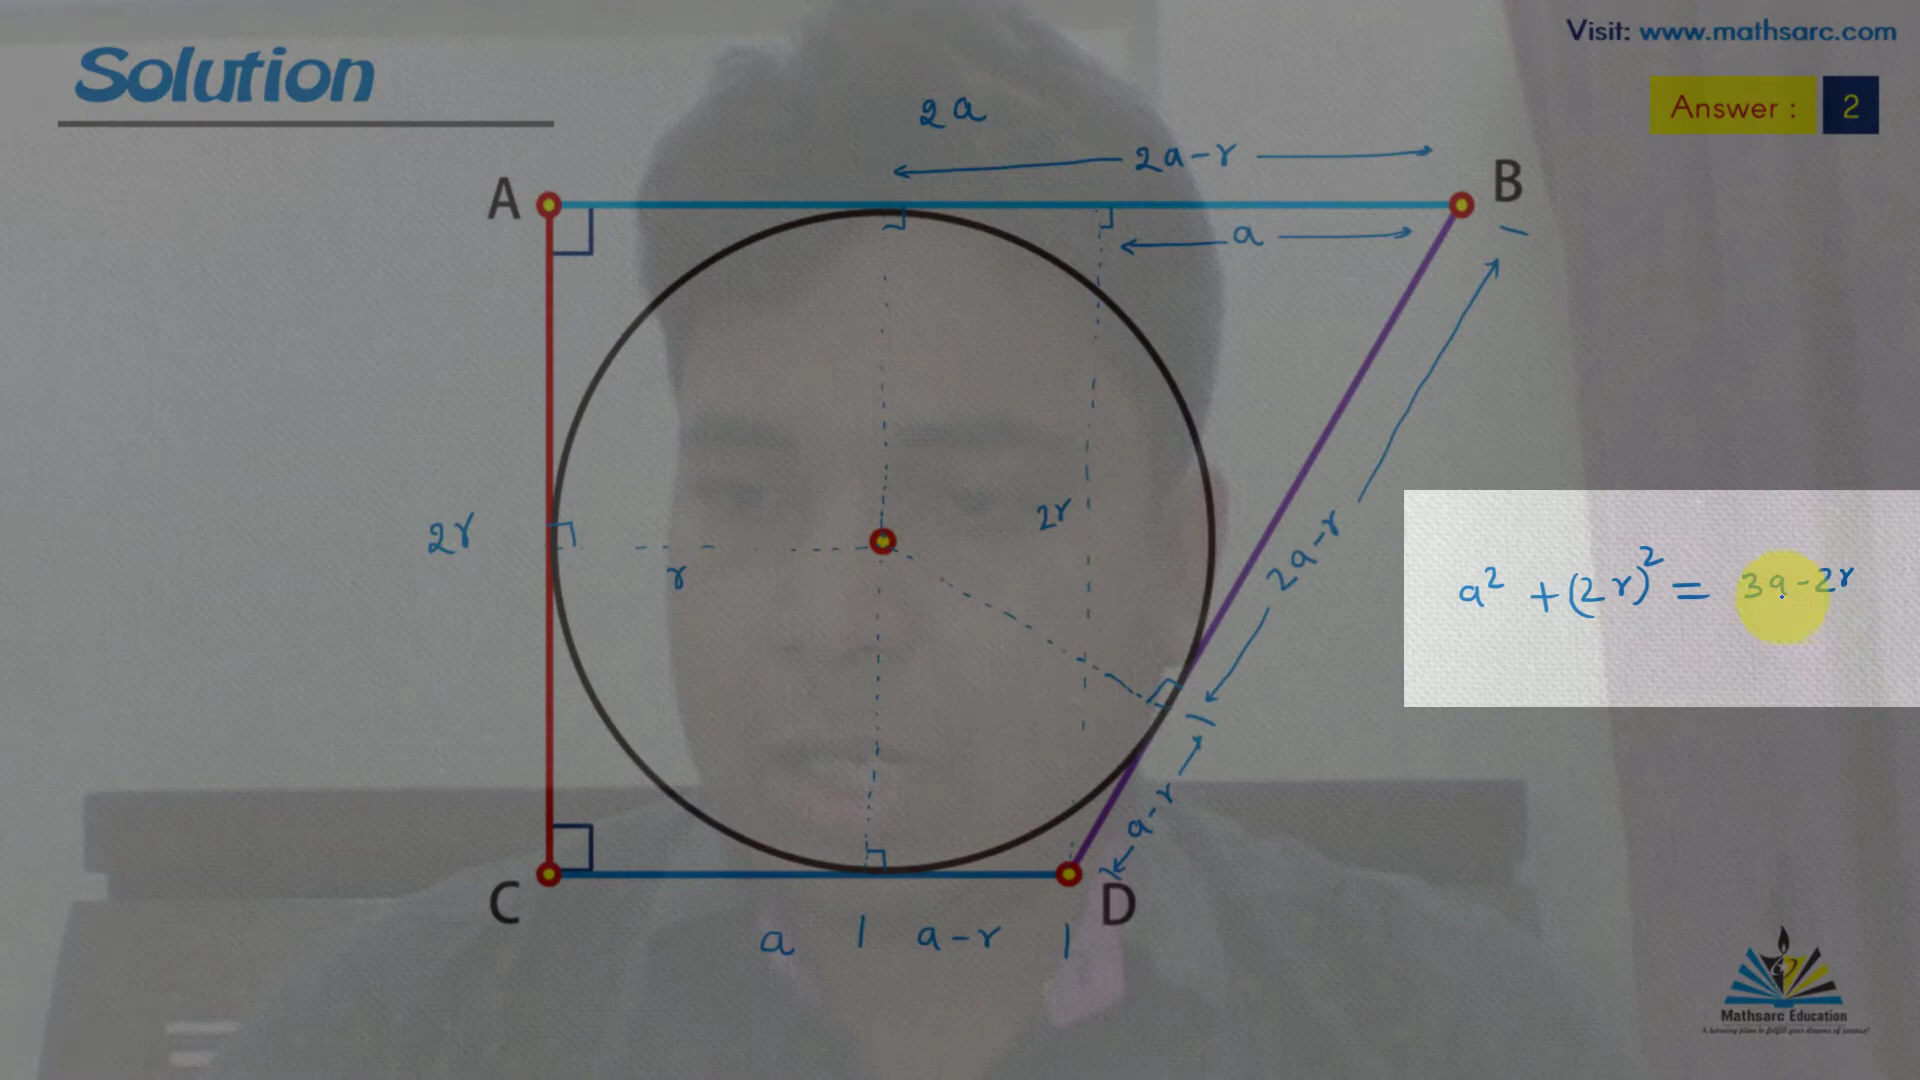 Visit: www.mathsarc.com
Solution
Answer : 2
2a
2a-r
A
B
a
2r
2r
r
2a-r
a² + (2r)² = 3a-2r
a-r
C
D
a
a-r
Mathsarc Education